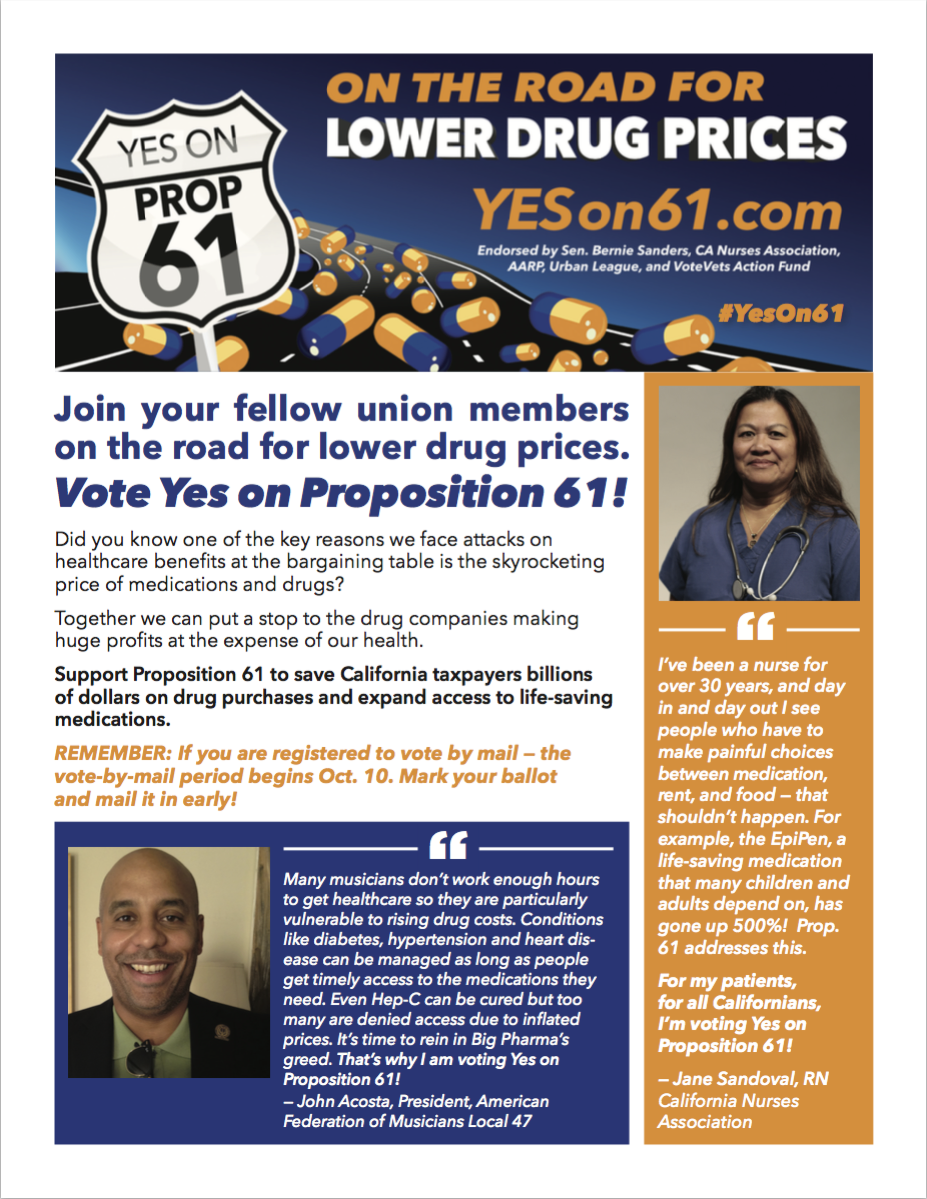 YES ON
PROP
61
ON THE ROAD FOR
LOWER DRUG PRICES
YESon61.com
Endorsed by Sen. Bernie Sanders, CA Nurses Association,
AARP, Urban League, and VoteVets Action Fund
#YesOn61
Join your fellow union members
on the road for lower drug prices.
Vote Yes on Proposition 61!
Did you know one of the key reasons we face attacks on
healthcare benefits at the bargaining table is the skyrocketing
price of medications and drugs?
Together we can put a stop to the drug companies making
huge profits at the expense of our health.
Support Proposition 61 to save California taxpayers billions
of dollars on drug purchases and expand access to life-saving
medications.
REMEMBER: If you are registered to vote by mail – the
vote-by-mail period begins Oct. 10. Mark your ballot
and mail it in early!
“
Many musicians don’t work enough hours
to get healthcare so they are particularly
vulnerable to rising drug costs. Conditions
like diabetes, hypertension and heart dis-
ease can be managed as long as people
get timely access to the medications they
need. Even Hep-C can be cured but too
many are denied access due to inflated
prices. It’s time to rein in Big Pharma’s
greed. That’s why I am voting Yes on
Proposition 61!
– John Acosta, President, American
Federation of Musicians Local 47
“
I’ve been a nurse for
over 30 years, and day
in and day out I see
people who have to
make painful choices
between medication,
rent, and food – that
shouldn’t happen. For
example, the EpiPen, a
life-saving medication
that many children and
adults depend on, has
gone up 500%! Prop.
61 addresses this.
For my patients,
for all Californians,
I’m voting Yes on
Proposition 61!
– Jane Sandoval, RN
California Nurses
Association